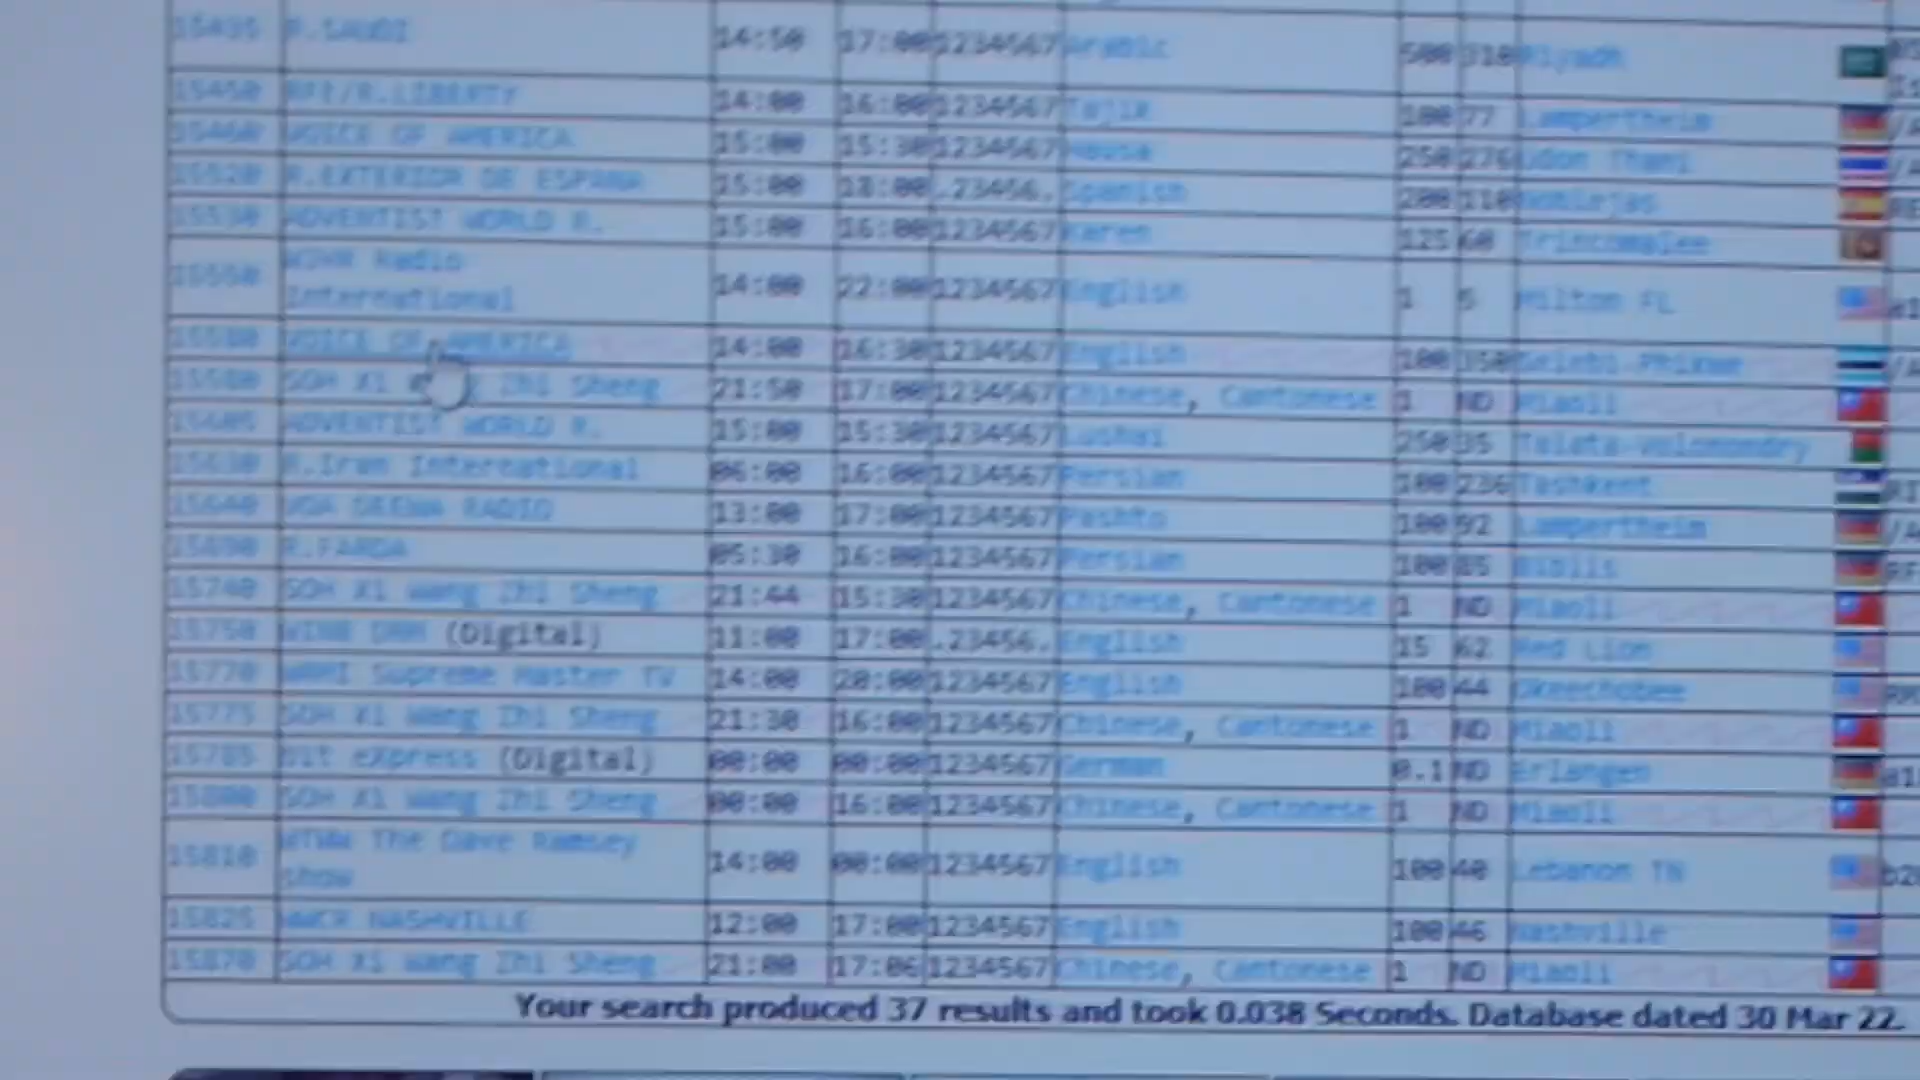 15435 R.SAUDI 14:50 17:00 1234567 Arabic 500 310 Riyadh
15450 RFE/R.LIBERTY 14:00 16:00 1234567 Tajik 100 77 Lampertheim
15460 VOICE OF AMERICA 15:00 15:30 1234567 250 276 Udon Thani
15520 R.EXTERIOR DE ESPANA 15:00 18:00 .23456. Spanish 200 110 Noblejas
15530 ADVENTIST WORLD R. 15:00 16:00 1234567 Karen 125 60 Trincomalee
15550 WJHR Radio International 14:00 22:00 1234567 English 1 5 Milton FL
15580 VOICE OF AMERICA 14:00 16:30 1234567 English 100 350 Selebi-Phikwe
15580 SOH Xi Zhi Sheng 21:50 17:00 1234567 Chinese, Cantonese 1 ND Miaoli
15605 ADVENTIST WORLD R. 15:00 15:30 1234567 Lushai 250 35 Talata-Volonondry
15630 R.Iran International 06:00 16:00 1234567 Persian 100 236 Tashkent
15640 VOA DEEWA RADIO 13:00 17:00 1234567 Pashto 100 92 Lampertheim
15690 R.FARDA 05:30 16:00 1234567 Persian 100 85 Biblis
15740 SOH Xi Wang Zhi Sheng 21:44 15:30 1234567 Chinese, Cantonese 1 ND Miaoli
15750 WINB DRM (Digital) 11:00 17:00 .23456. English 15 62 Red Lion
15770 WRMI Supreme Master TV 14:00 20:00 1234567 English 100 44 Okeechobee
15775 SOH Xi Wang Zhi Sheng 21:30 16:00 1234567 Chinese, Cantonese 1 ND Miaoli
15785 bit eXpress (Digital) 00:00 00:00 1234567 German 0.1 ND Erlangen
15800 SOH Xi Wang Zhi Sheng 00:00 16:00 1234567 Chinese, Cantonese 1 ND Miaoli
15810 WTWW The Dave Ramsey show 14:00 00:00 1234567 English 100 40 Lebanon TN
15825 WWCR NASHVILLE 12:00 17:00 1234567 English 100 46 Nashville
15870 SOH Xi Wang Zhi Sheng 21:00 17:06 1234567 Chinese, Cantonese 1 ND Miaoli
Your search produced 37 results and took 0.038 Seconds. Database dated 30 Mar 22.